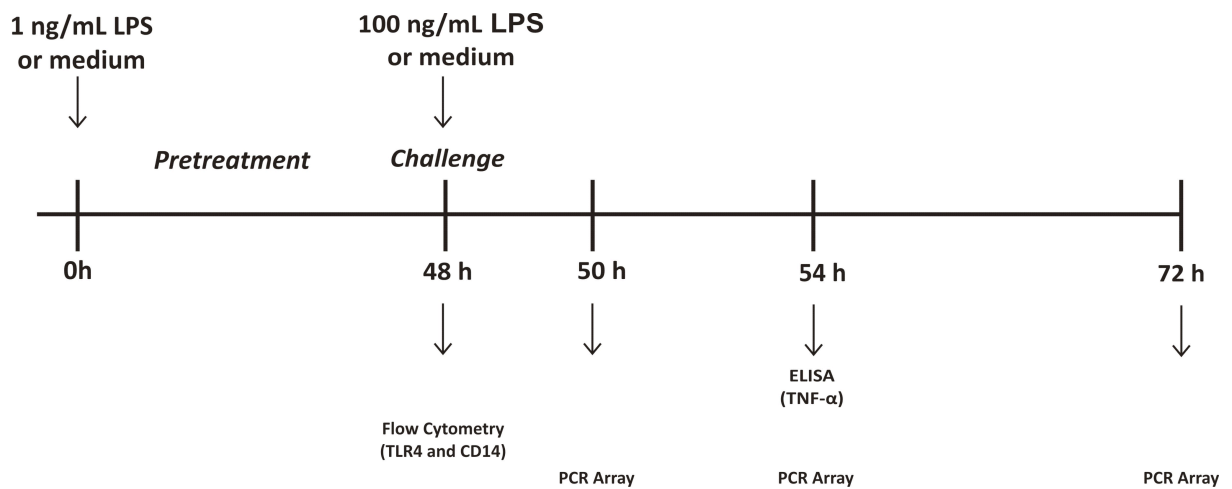 1 ng/mL LPS
or medium
100 ng/mL LPS
or medium
Pretreatment
Challenge
0h
48 h
50 h
54 h
72 h
ELISA
(TNF-α)
Flow Cytometry
(TLR4 and CD14)
PCR Array
PCR Array
PCR Array